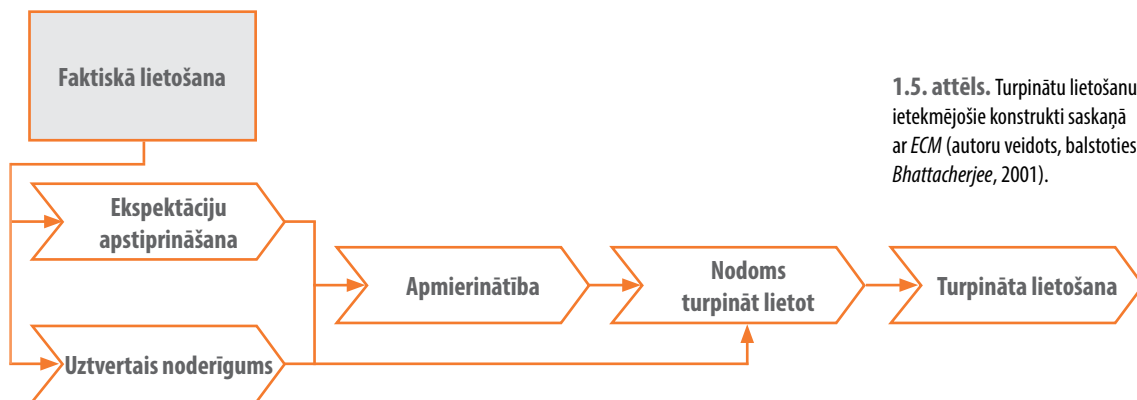 Faktiskā lietošana
1.5. attēls. Turpinātu lietošanu
ietekmējošie konstrukti saskaņā
ar ECM (autoru veidots, balstoties
Bhattacherjee, 2001).
Ekspektāciju
apstiprināšana
Apmierinātība
Nodoms
turpināt lietot
Turpināta lietošana
Uztvertais noderīgums